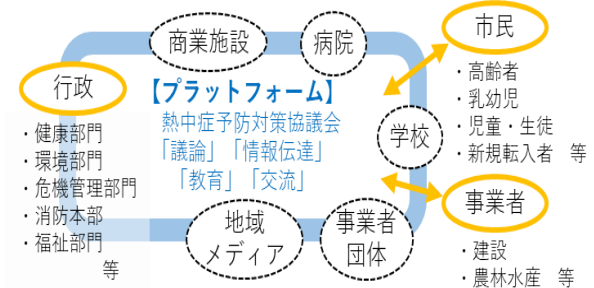 商業施設
病院
市民
・高齢者
・乳幼児
・児童・生徒
・新規転入者　等
行政
・健康部門
・環境部門
・危機管理部門
・消防本部
・福祉部門
等
【プラットフォーム】
熱中症予防対策協議会
「議論」「情報伝達」
「教育」「交流」
学校
地域
メディア
事業者
団体
事業者
・建設
・農林水産　等